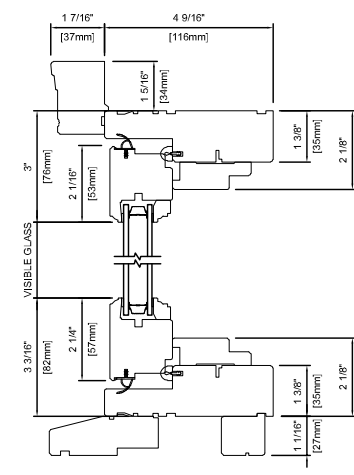 1 7/16"
[37mm]
4 9/16"
[116mm]
1 5/16"
[34mm]
3"
[76mm]
2 1/16"
[53mm]
1 3/8"
[35mm]
2 1/8"
VISIBLE GLASS
3 3/16"
[82mm]
2 1/4"
[57mm]
1 3/8"
[35mm]
2 1/8"
1 1/16"
[27mm]